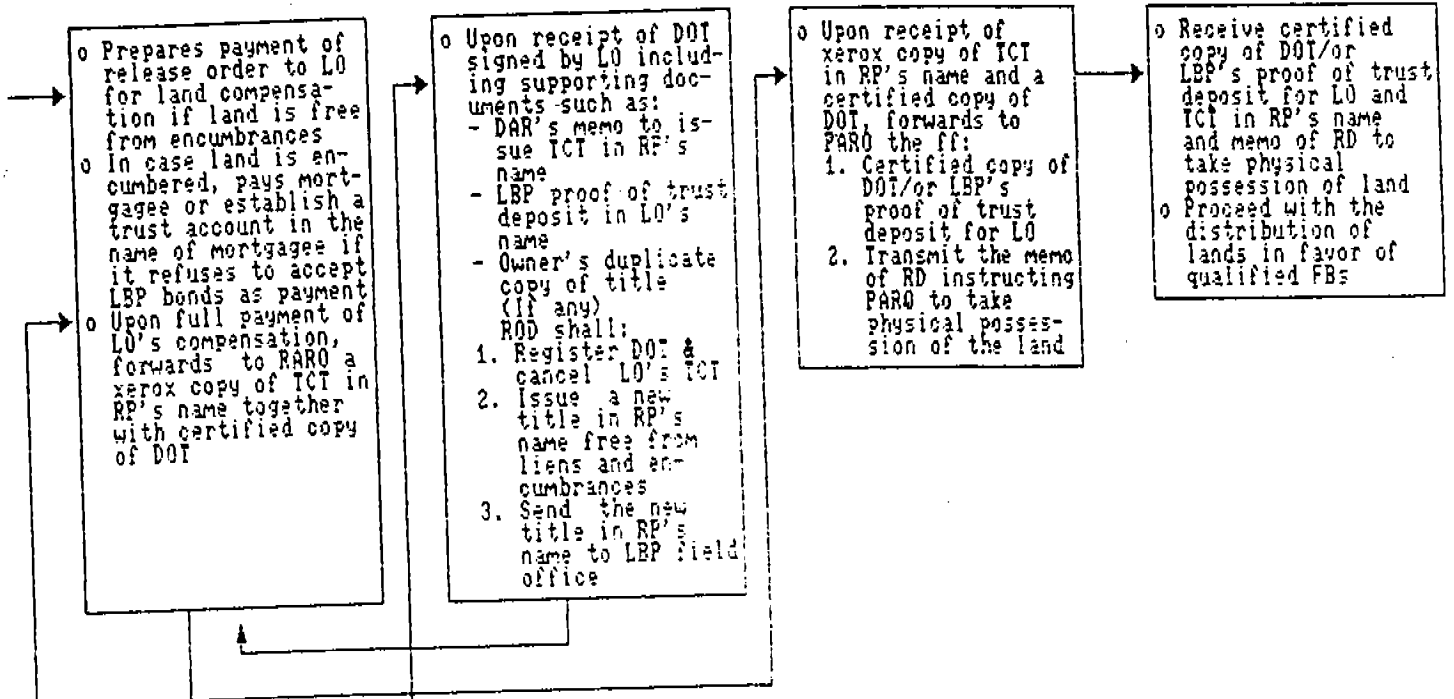 o Prepares payment of
release order to LO
for land compensa-
tion if land is free
from encumbrances
o In case land is en-
cumbered, pays mort-
gagee or establish a
trust account in the
name of mortgagee if
it refuses to accept
LBP bonds as payment
o Upon full payment of
LO's compensation,
forwards to RARO a
xerox copy of TCT in
RP's name together
with certified copy
of DOT
o Upon receipt of DOT
signed by LO includ-
ing supporting doc-
uments such as:
- DAR's memo to is-
sue TCT in RP's
name
- LBP proof of trust
deposit in LO's
name
- Owner's duplicate
copy of title
(If any)
ROD shall:
1. Register DOT &
cancel LO's TCT
2. Issue a new
title in RP's
name free from
liens and en-
cumbrances
3. Send the new
title in RP's
name to LBP field
office
o Upon receipt of
xerox copy of TCT
in RP's name and a
certified copy of
DOT, forwards to
PARO the ff:
1. Certified copy of
DOT/or LBP's
proof of trust
deposit for LO
2. Transmit the memo
of RD instructing
PARO to take
physical posses-
sion of the land
o Receive certified
copy of DOT/or
LBP's proof of trust
deposit for LO and
TCT in RP's name
and memo of RD to
take physical
possession of land
o Proceed with the
distribution of
lands in favor of
qualified FBs